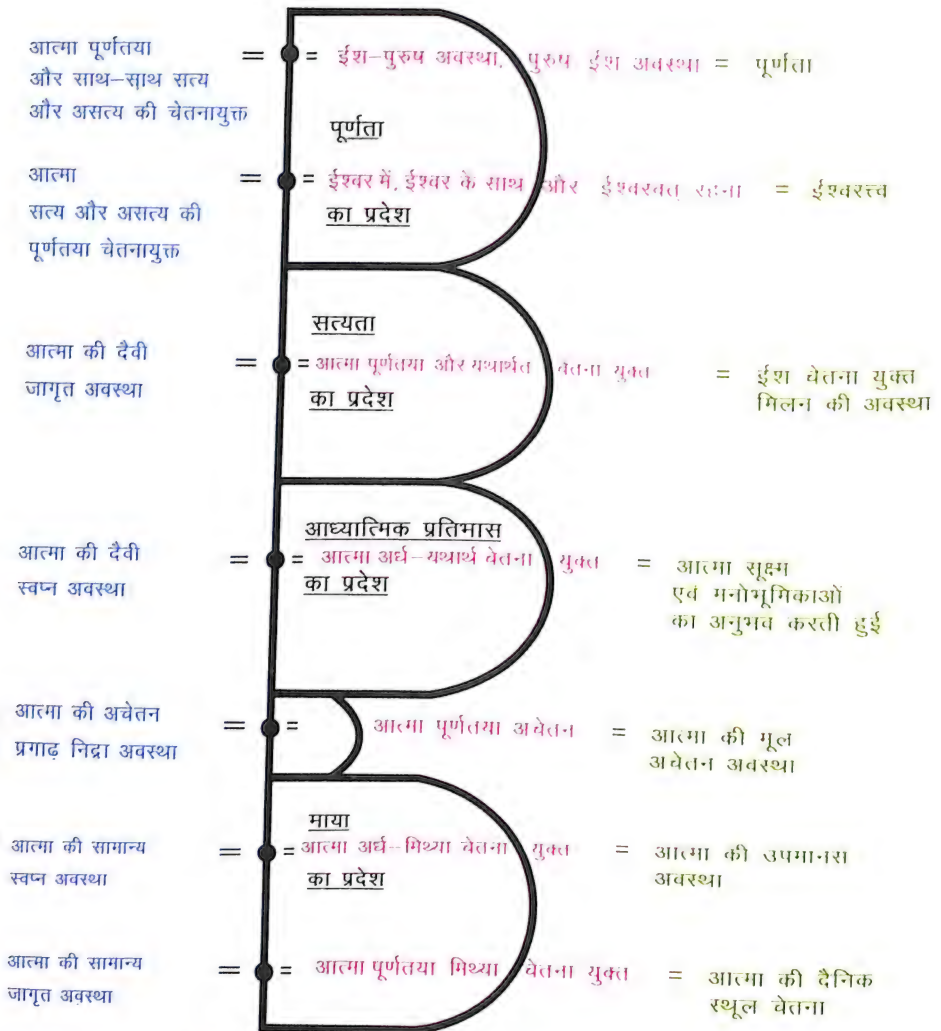 आत्मा पूर्णतया = = ईश-पुरुष अवस्था, पुरुष ईश अवस्था = पूर्णता
और साथ-साथ सत्य
और असत्य की चेतनायुक्त
पूर्णता
आत्मा = = ईश्वर में, ईश्वर के साथ और ईश्वरवत् रहना = ईश्वरत्त्व
सत्य और असत्य की का प्रदेश
पूर्णतया चेतनायुक्त
सत्यता
आत्मा की दैवी = = आत्मा पूर्णतया और यथार्थत चेतना युक्त = ईश चेतना युक्त
जागृत अवस्था का प्रदेश मिलन की अवस्था
आध्यात्मिक प्रतिभास
आत्मा की दैवी = = आत्मा अर्ध-यथार्थ चेतना युक्त = आत्मा सूक्ष्म
स्वप्न अवस्था का प्रदेश एवं मनोभूमिकाओं
का अनुभव करती हुई
आत्मा की अचेतन = = आत्मा पूर्णतया अचेतन = आत्मा की मूल
प्रगाढ़ निद्रा अवस्था अचेतन अवस्था
माया
आत्मा की सामान्य = = आत्मा अर्ध-मिथ्या चेतना युक्त = आत्मा की उपमानस
स्वप्न अवस्था का प्रदेश अवस्था
आत्मा की सामान्य = = आत्मा पूर्णतया मिथ्या चेतना युक्त = आत्मा की दैनिक
जागृत अवस्था स्थूल चेतना